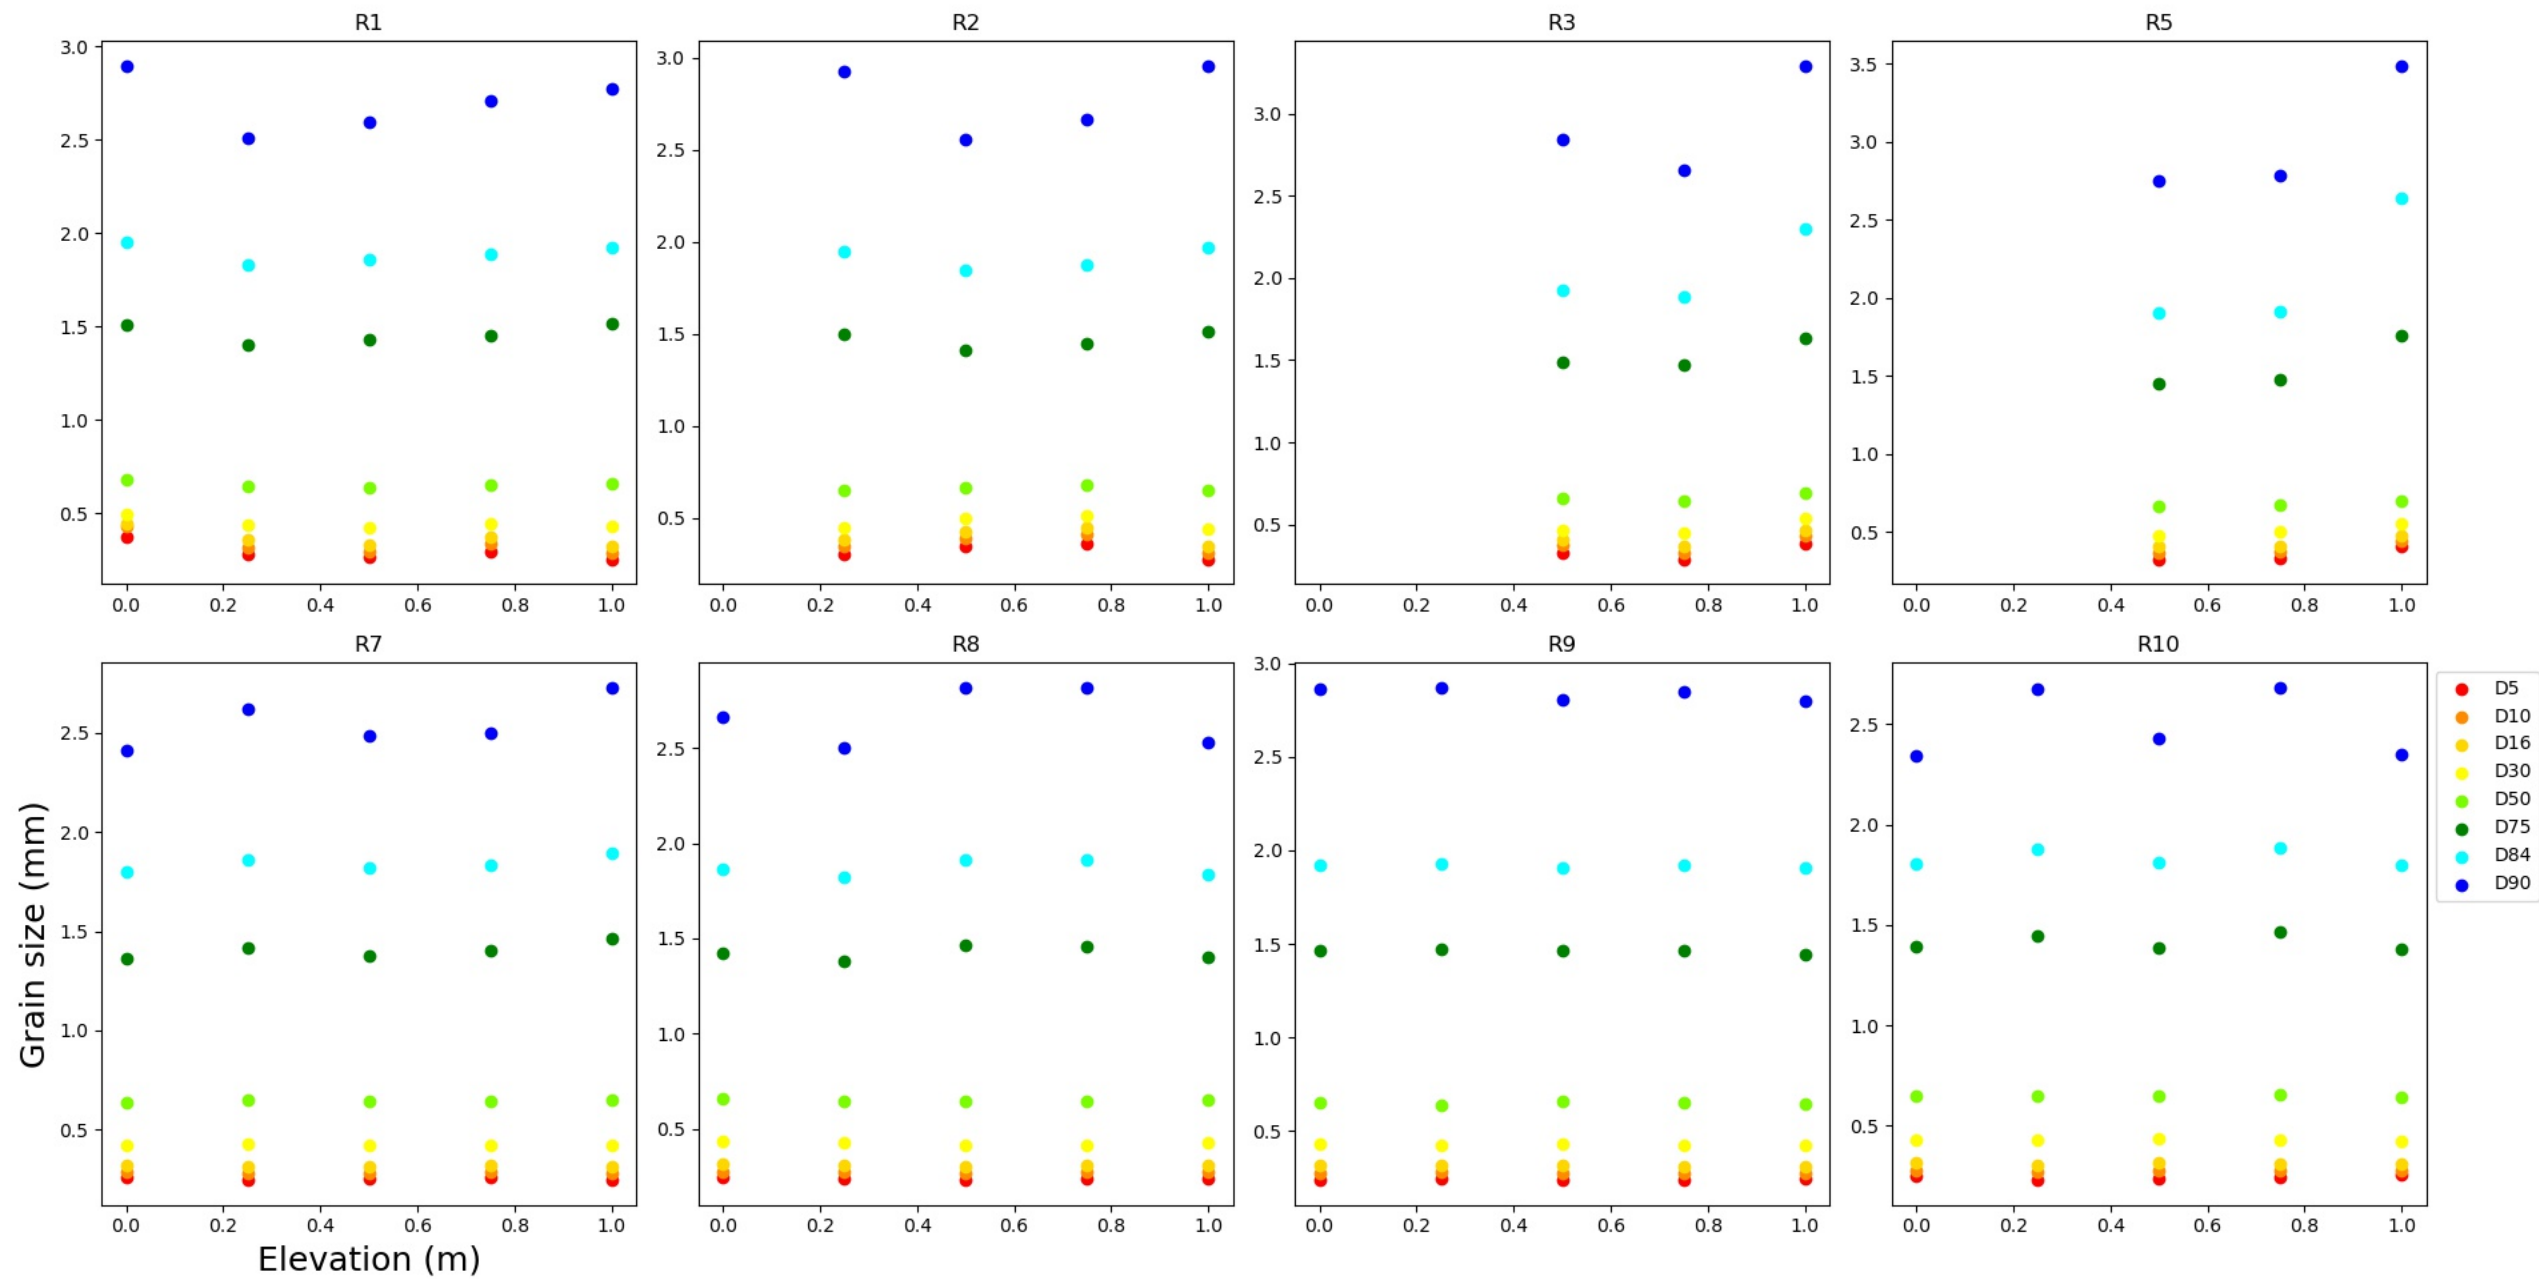 R1 R2 R3 R5
3.0 2.5 2.0 1.5 1.0 0.5
0.0 0.2 0.4 0.6 0.8 1.0
3.0 2.5 2.0 1.5 1.0 0.5
0.0 0.2 0.4 0.6 0.8 1.0
3.0 2.5 2.0 1.5 1.0 0.5
0.0 0.2 0.4 0.6 0.8 1.0
3.5 3.0 2.5 2.0 1.5 1.0 0.5
0.0 0.2 0.4 0.6 0.8 1.0
R7 R8 R9 R10
2.5 2.0 1.5 1.0 0.5
0.0 0.2 0.4 0.6 0.8 1.0
2.5 2.0 1.5 1.0 0.5
0.0 0.2 0.4 0.6 0.8 1.0
3.0 2.5 2.0 1.5 1.0 0.5
0.0 0.2 0.4 0.6 0.8 1.0
2.5 2.0 1.5 1.0 0.5
0.0 0.2 0.4 0.6 0.8 1.0
D5
D10
D16
D30
D50
D75
D84
D90
Grain size (mm)
Elevation (m)